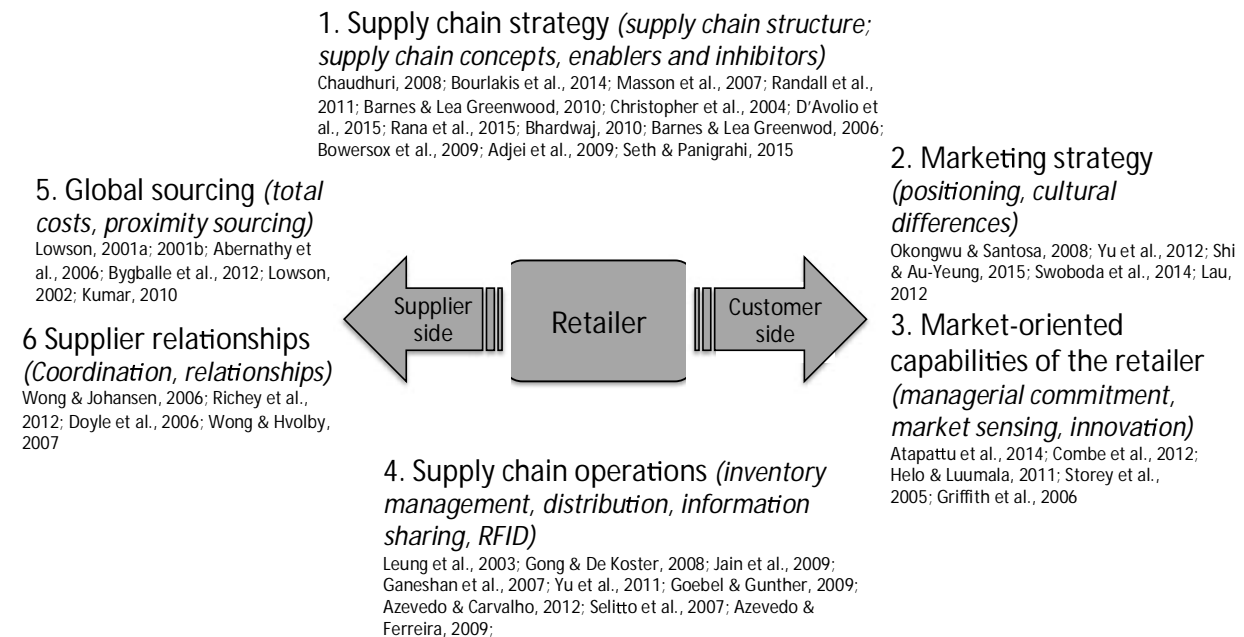 1. Supply chain strategy (supply chain structure;
supply chain concepts, enablers and inhibitors)
Chaudhuri, 2008; Bourlakis et al., 2014; Masson et al., 2007; Randall et al.,
2011; Barnes & Lea Greenwood, 2010; Christopher et al., 2004; D'Avolio et
al., 2015; Rana et al., 2015; Bhardwaj, 2010; Barnes & Lea Greenwod, 2006;
Bowersox et al., 2009; Adjei et al., 2009; Seth & Panigrahi, 2015
2. Marketing strategy
(positioning, cultural
differences)
Okongwu & Santosa, 2008; Yu et al., 2012; Shi
& Au-Yeung, 2015; Swoboda et al., 2014; Lau,
2012
3. Market-oriented
capabilities of the retailer
(managerial commitment,
market sensing, innovation)
Atapattu et al., 2014; Combe et al., 2012;
Helo & Luumala, 2011; Storey et al.,
2005; Griffith et al., 2006
5. Global sourcing (total
costs, proximity sourcing)
Lowson, 2001a; 2001b; Abernathy et
al., 2006; Bygballe et al., 2012; Lowson,
2002; Kumar, 2010
6 Supplier relationships
(Coordination, relationships)
Wong & Johansen, 2006; Richey et al.,
2012; Doyle et al., 2006; Wong & Hvolby,
2007
Supplier
side
Retailer
Customer
side
4. Supply chain operations (inventory
management, distribution, information
sharing, RFID)
Leung et al., 2003; Gong & De Koster, 2008; Jain et al., 2009;
Ganeshan et al., 2007; Yu et al., 2011; Goebel & Gunther, 2009;
Azevedo & Carvalho, 2012; Selitto et al., 2007; Azevedo &
Ferreira, 2009;